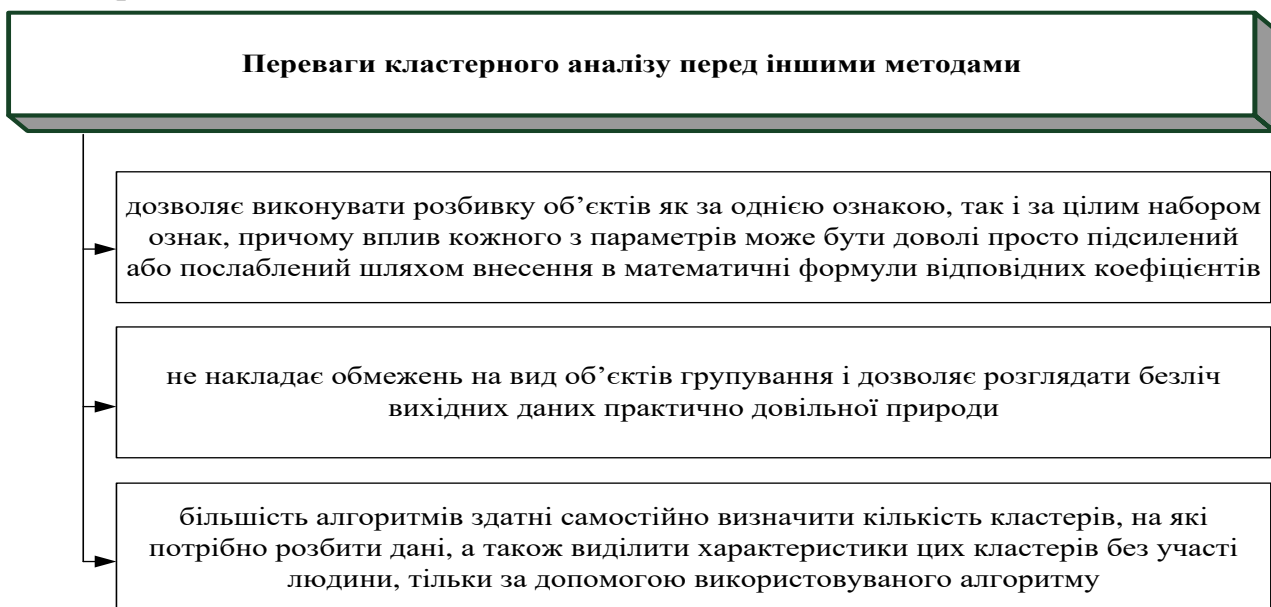 Переваги кластерного аналізу перед іншими методами
дозволяє виконувати розбивку об’єктів як за однією ознакою, так і за цілим набором
ознак, причому вплив кожного з параметрів може бути доволі просто підсилений
або послаблений шляхом внесення в математичні формули відповідних коефіцієнтів
не накладає обмежень на вид об’єктів групування і дозволяє розглядати безліч
вихідних даних практично довільної природи
більшість алгоритмів здатні самостійно визначити кількість кластерів, на які
потрібно розбити дані, а також виділити характеристики цих кластерів без участі
людини, тільки за допомогою використовуваного алгоритму